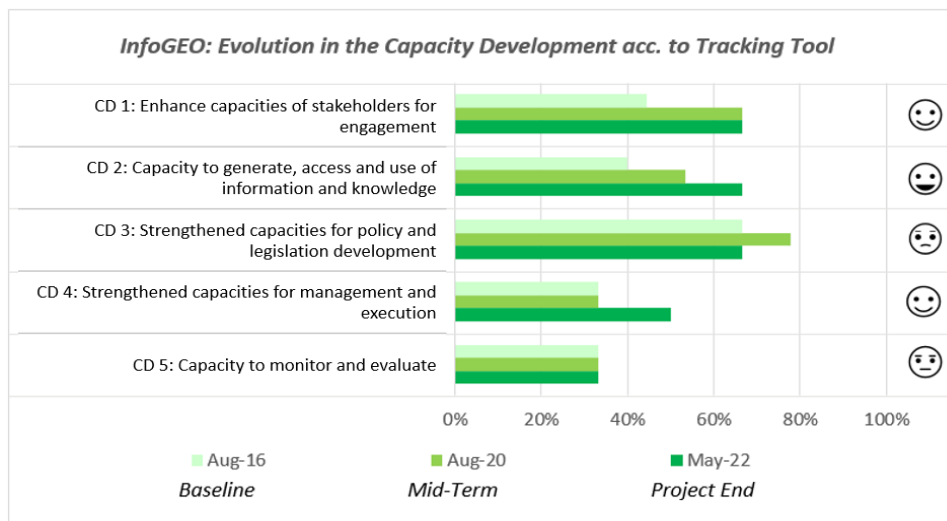 InfoGEO: Evolution in the Capacity Development acc. to Tracking Tool
CD 1: Enhance capacities of stakeholders for
engagement
CD 2: Capacity to generate, access and use of
information and knowledge
CD 3: Strengthened capacities for policy and
legislation development
CD 4: Strengthened capacities for management and
execution
CD 5: Capacity to monitor and evaluate
0% 20% 40% 60% 80% 100%
Aug-16 Aug-20 May-22
Baseline Mid-Term Project End